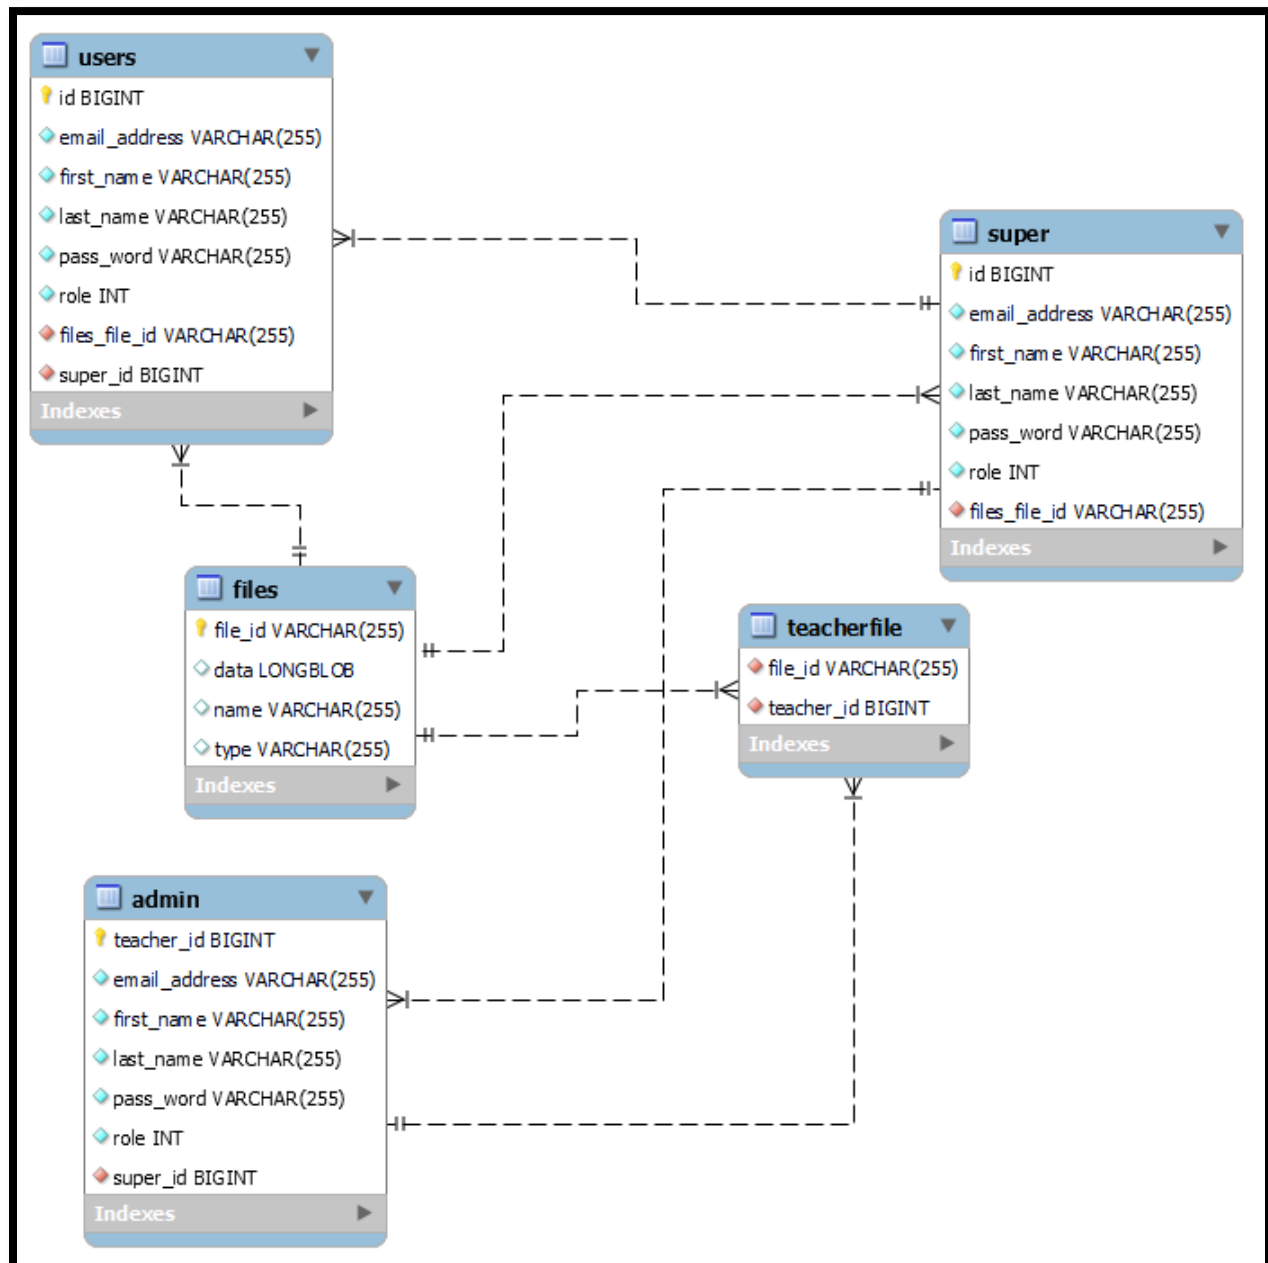 users
id BIGINT
email_address VARCHAR(255)
first_name VARCHAR(255)
last_name VARCHAR(255)
pass_word VARCHAR(255)
role INT
files_file_id VARCHAR(255)
super_id BIGINT
Indexes
super
id BIGINT
email_address VARCHAR(255)
first_name VARCHAR(255)
last_name VARCHAR(255)
pass_word VARCHAR(255)
role INT
files_file_id VARCHAR(255)
Indexes
files
file_id VARCHAR(255)
data LONGBLOB
name VARCHAR(255)
type VARCHAR(255)
Indexes
teacherfile
file_id VARCHAR(255)
teacher_id BIGINT
Indexes
admin
teacher_id BIGINT
email_address VARCHAR(255)
first_name VARCHAR(255)
last_name VARCHAR(255)
pass_word VARCHAR(255)
role INT
super_id BIGINT
Indexes